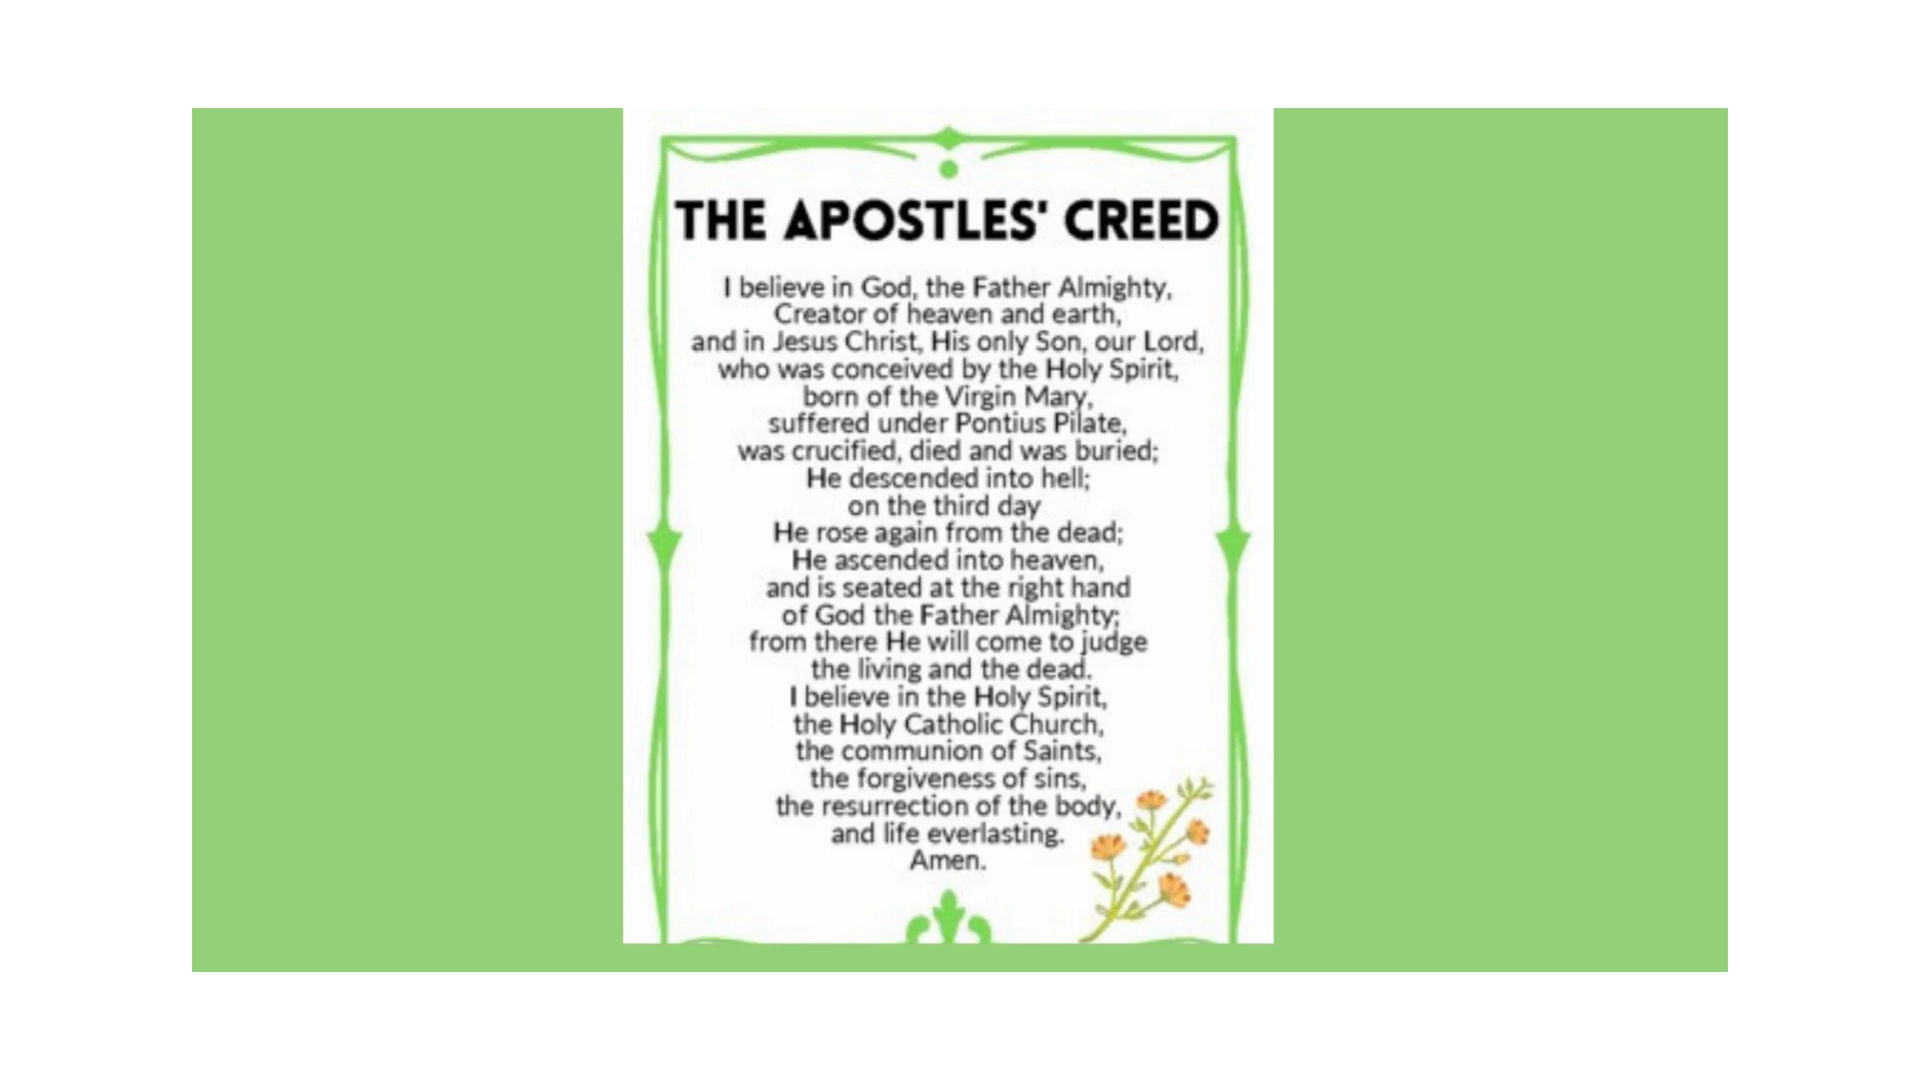 THE APOSTLES' CREED
I believe in God, the Father Almighty,
Creator of heaven and earth,
and in Jesus Christ, His only Son, our Lord,
who was conceived by the Holy Spirit,
born of the Virgin Mary,
suffered under Pontius Pilate,
was crucified, died and was buried;
He descended into hell;
on the third day
He rose again from the dead;
He ascended into heaven,
and is seated at the right hand
of God the Father Almighty;
from there He will come to judge
the living and the dead.
I believe in the Holy Spirit,
the Holy Catholic Church,
the communion of Saints,
the forgiveness of sins,
the resurrection of the body,
and life everlasting.
Amen.